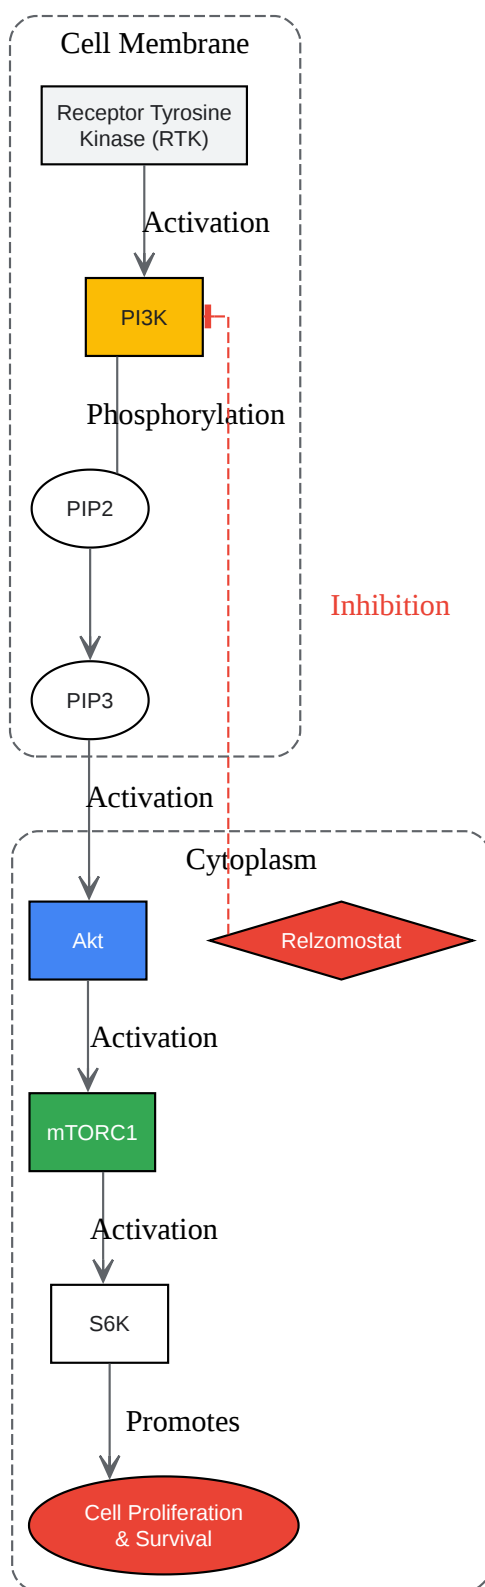 Cell Membrane
Receptor Tyrosine
Kinase (RTK)
Activation
PI3K
Phosphorylation
PIP2
Inhibition
PIP3
Activation
Cytoplasm
Akt
Relzomostat
Activation
mTORC1
Activation
S6K
Promotes
Cell Proliferation
& Survival